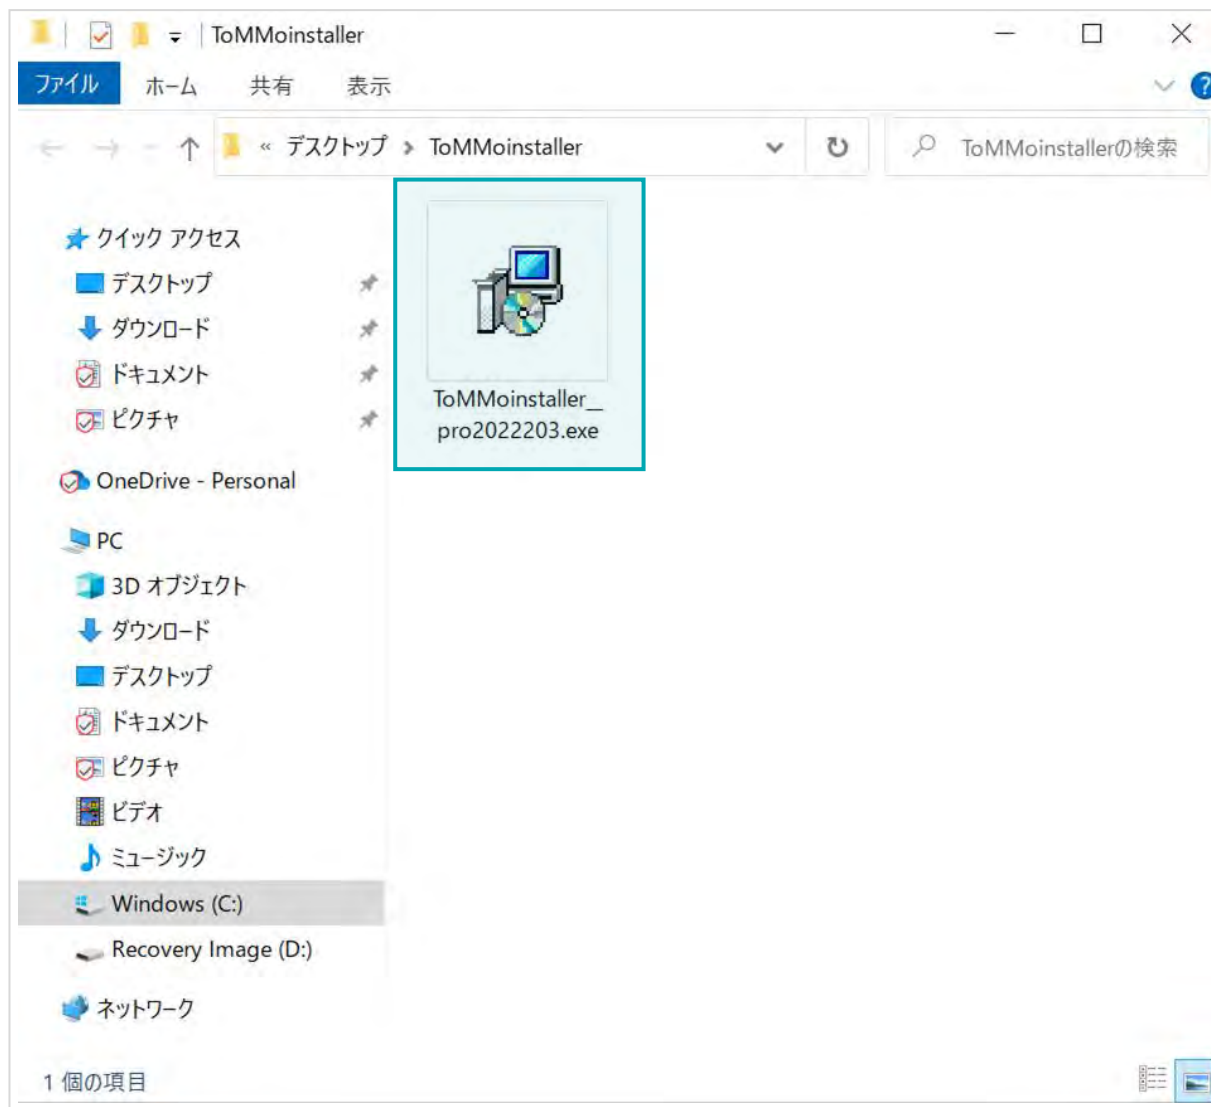 ToMMoinstaller
ファイル ホーム 共有 表示
« デスクトップ ToMMoinstaller ToMMoinstallerの検索
クイック アクセス
デスクトップ
ダウンロード
ドキュメント
ピクチャ
OneDrive - Personal
PC
3D オブジェクト
ダウンロード
デスクトップ
ドキュメント
ピクチャ
ビデオ
ミュージック
Windows (C:)
Recovery Image (D:)
ネットワーク
ToMMoinstaller__
pro2022203.exe
1 個の項目